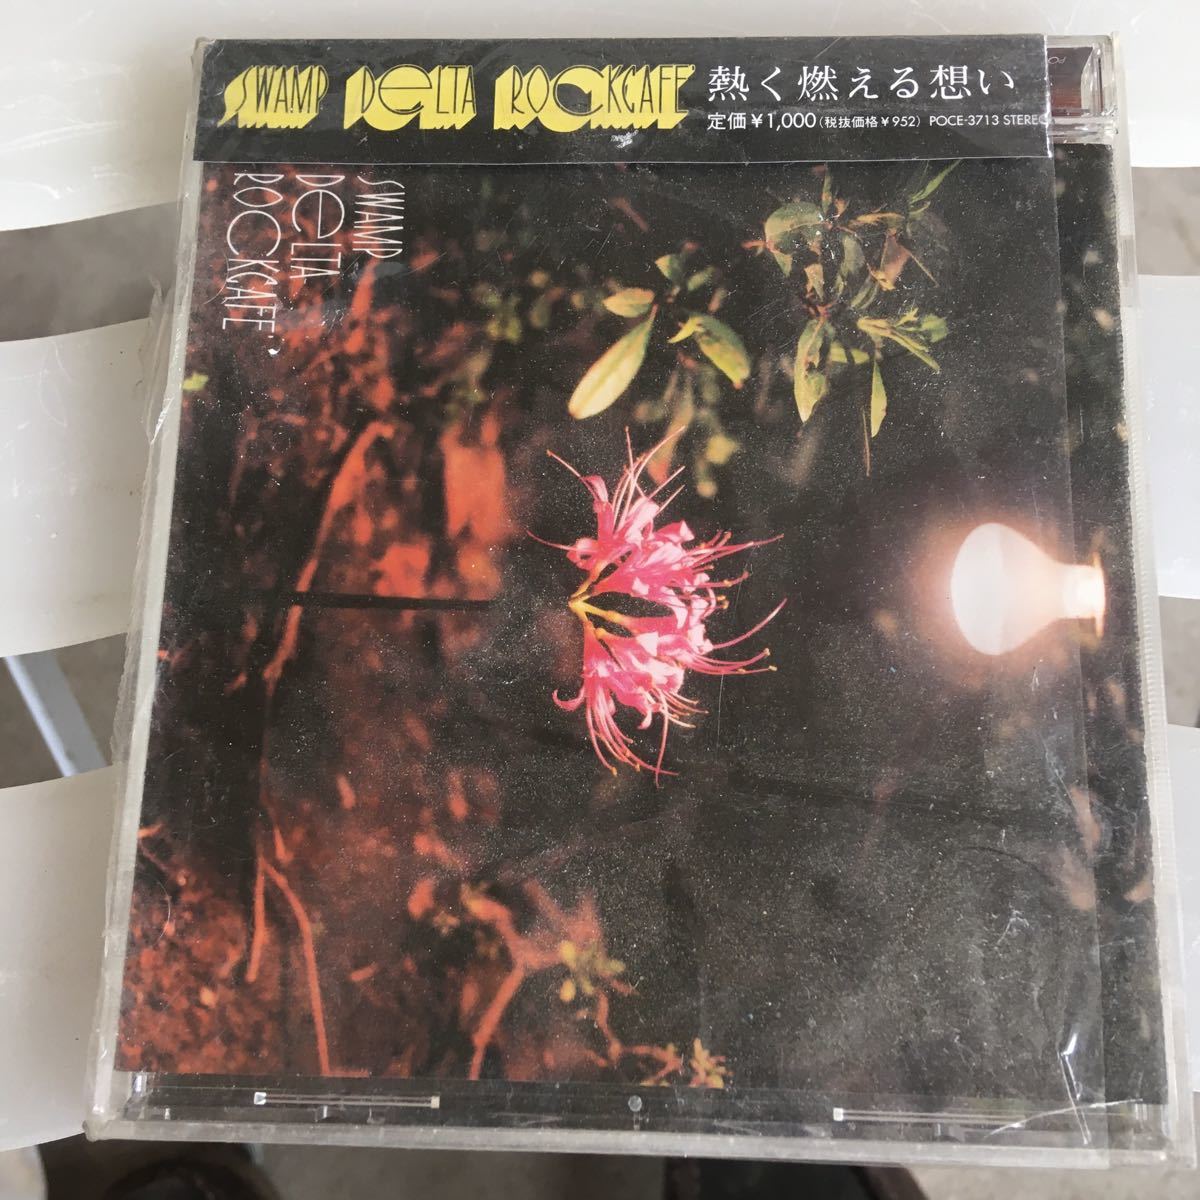 SWAMP DELTA ROCKCAFE' 熱く燃える想い
定価¥1,000(税抜価格¥952) POCE-3713 STEREO
SWAMP
DELTA
ROCKCAFE'